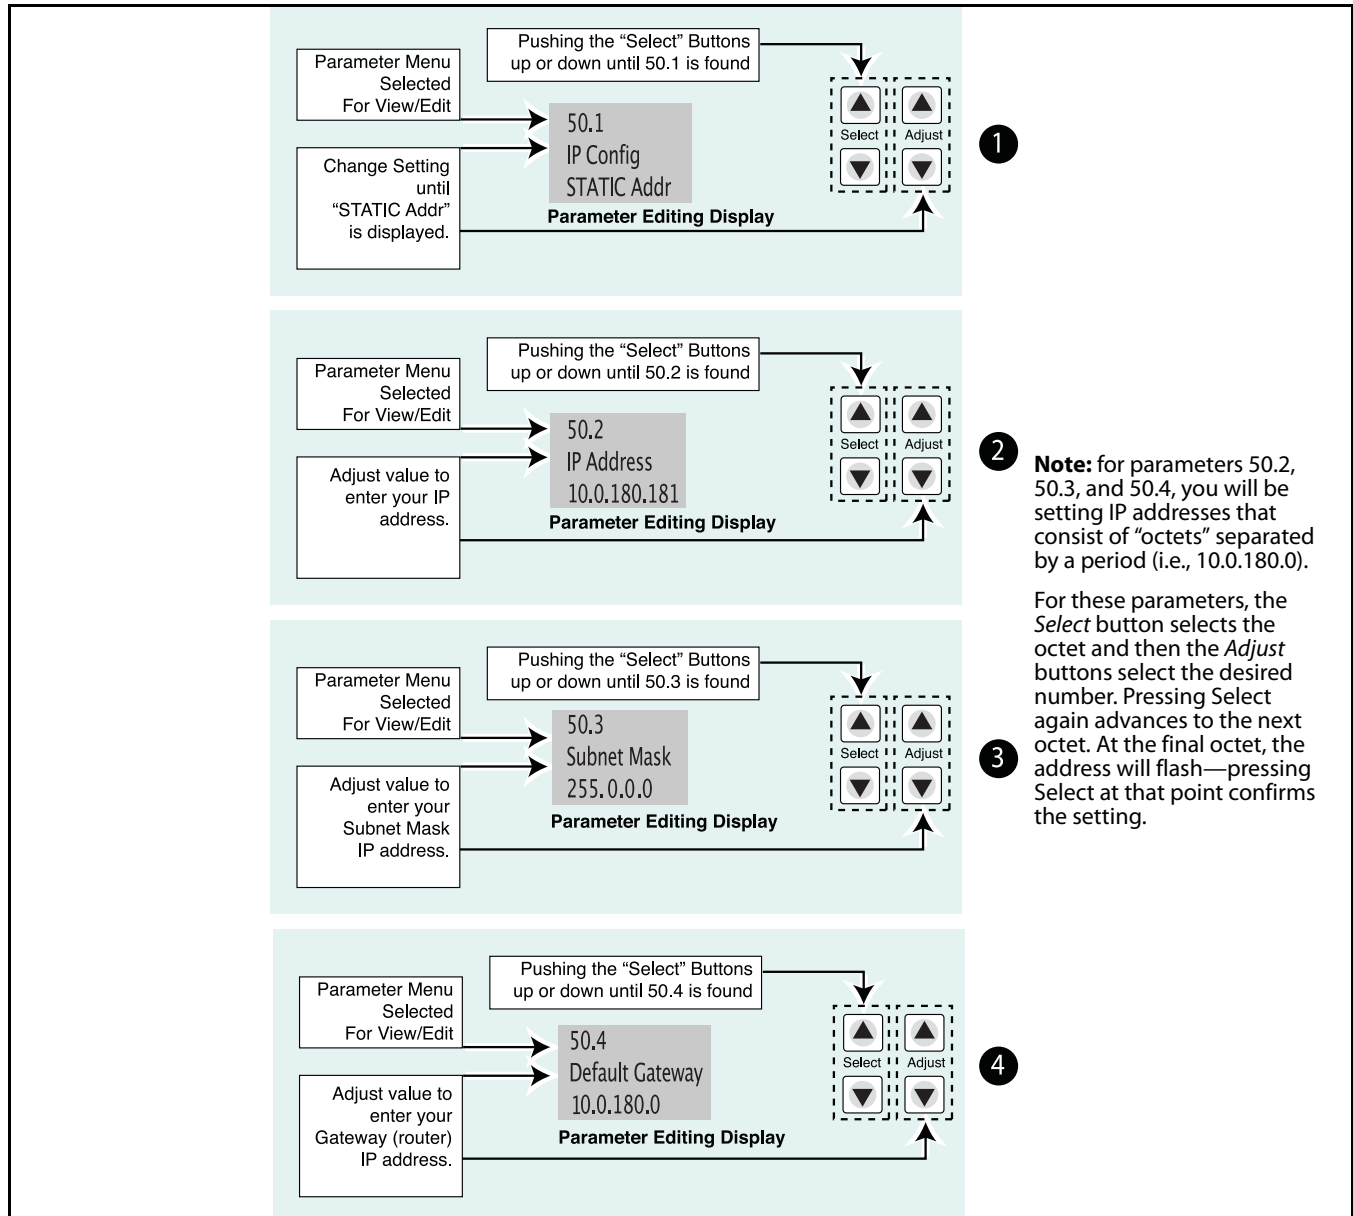 Pushing the “Select” Buttons
up or down until 50.1 is found
Parameter Menu
Selected
For View/Edit
50.1
IP Config
STATIC Addr
Parameter Editing Display
Change Setting
until
“STATIC Addr”
is displayed.
Select
Adjust
1
Pushing the “Select” Buttons
up or down until 50.2 is found
Parameter Menu
Selected
For View/Edit
50.2
IP Address
10.0.180.181
Parameter Editing Display
Adjust value to
enter your IP
address.
Select
Adjust
2
Note: for parameters 50.2,
50.3, and 50.4, you will be
setting IP addresses that
consist of “octets” separated
by a period (i.e., 10.0.180.0).
For these parameters, the
Select button selects the
octet and then the Adjust
buttons select the desired
number. Pressing Select
again advances to the next
octet. At the final octet, the
address will flash—pressing
Select at that point confirms
the setting.
Pushing the “Select” Buttons
up or down until 50.3 is found
Parameter Menu
Selected
For View/Edit
50.3
Subnet Mask
255.0.0.0
Parameter Editing Display
Adjust value to
enter your
Subnet Mask
IP address.
Select
Adjust
3
Pushing the “Select” Buttons
up or down until 50.4 is found
Parameter Menu
Selected
For View/Edit
50.4
Default Gateway
10.0.180.0
Parameter Editing Display
Adjust value to
enter your
Gateway (router)
IP address.
Select
Adjust
4